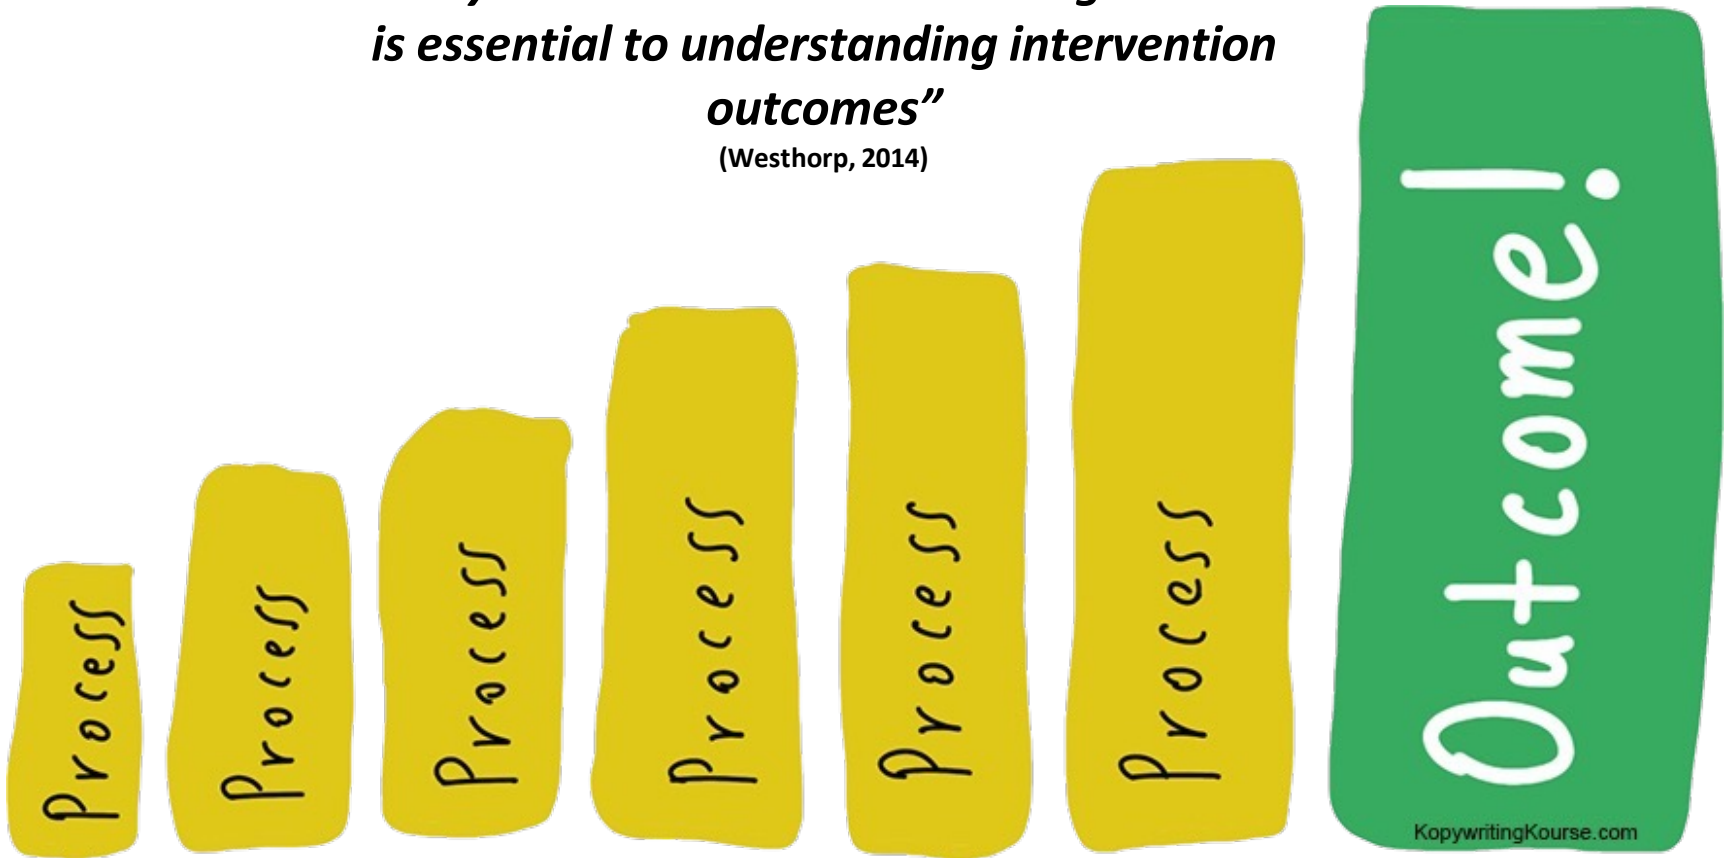 is essential to understanding intervention
outcomes”
(Westhorp, 2014)
Process
Process
Process
Process
Process
Process
Outcome!
KopywritingKourse.com